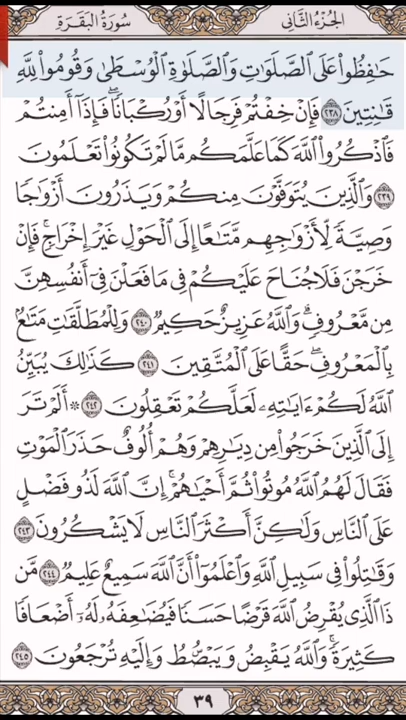 الجزء الثاني
سورة البقرة
حَٰفِظُوا۟ عَلَى ٱلصَّلَوَٰتِ وَٱلصَّلَوٰةِ ٱلْوُسْطَىٰ وَقُومُوا۟ لِلَّهِ
قَٰنِتِينَ ٢٣٨ فَإِنْ خِفْتُمْ فَرِجَالًا أَوْ رُكْبَانًا ۖ فَإِذَآ أَمِنتُمْ
فَٱذْكُرُوا۟ ٱللَّهَ كَمَا عَلَّمَكُم مَّا لَمْ تَكُونُوا۟ تَعْلَمُونَ
٢٣٩ وَٱلَّذِينَ يُتَوَفَّوْنَ مِنكُمْ وَيَذَرُونَ أَزْوَٰجًا
وَصِيَّةً لِّأَزْوَٰجِهِم مَّتَٰعًا إِلَى ٱلْحَوْلِ غَيْرَ إِخْرَاجٍ ۚ فَإِنْ
خَرَجْنَ فَلَا جُنَاحَ عَلَيْكُمْ فِى مَا فَعَلْنَ فِىٓ أَنفُسِهِنَّ
مِن مَّعْرُوفٍ ۗ وَٱللَّهُ عَزِيزٌ حَكِيمٌ ٢٤٠ وَلِلْمُطَلَّقَٰتِ مَتَٰعٌۢ
بِٱلْمَعْرُوفِ ۖ حَقًّا عَلَى ٱلْمُتَّقِينَ ٢٤١ كَذَٰلِكَ يُبَيِّنُ
ٱللَّهُ لَكُمْ ءَايَٰتِهِۦ لَعَلَّكُمْ تَعْقِلُونَ ٢٤٢ ۞ أَلَمْ تَرَ
إِلَى ٱلَّذِينَ خَرَجُوا۟ مِن دِيَٰرِهِمْ وَهُمْ أُلُوفٌ حَذَرَ ٱلْمَوْتِ
فَقَالَ لَهُمُ ٱللَّهُ مُوتُوا۟ ثُمَّ أَحْيَٰهُمْ ۚ إِنَّ ٱللَّهَ لَذُو فَضْلٍ
عَلَى ٱلنَّاسِ وَلَٰكِنَّ أَكْثَرَ ٱلنَّاسِ لَا يَشْكُرُونَ ٢٤٣
وَقَٰتِلُوا۟ فِى سَبِيلِ ٱللَّهِ وَٱعْلَمُوٓا۟ أَنَّ ٱللَّهَ سَمِيعٌ عَلِيمٌ ٢٤٤ مَّن
ذَا ٱلَّذِى يُقْرِضُ ٱللَّهَ قَرْضًا حَسَنًا فَيُضَٰعِفَهُۥ لَهُۥٓ أَضْعَافًا
كَثِيرَةً ۚ وَٱللَّهُ يَقْبِضُ وَيَبْصُۜطُ وَإِلَيْهِ تُرْجَعُونَ ٢٤٥
٣٩